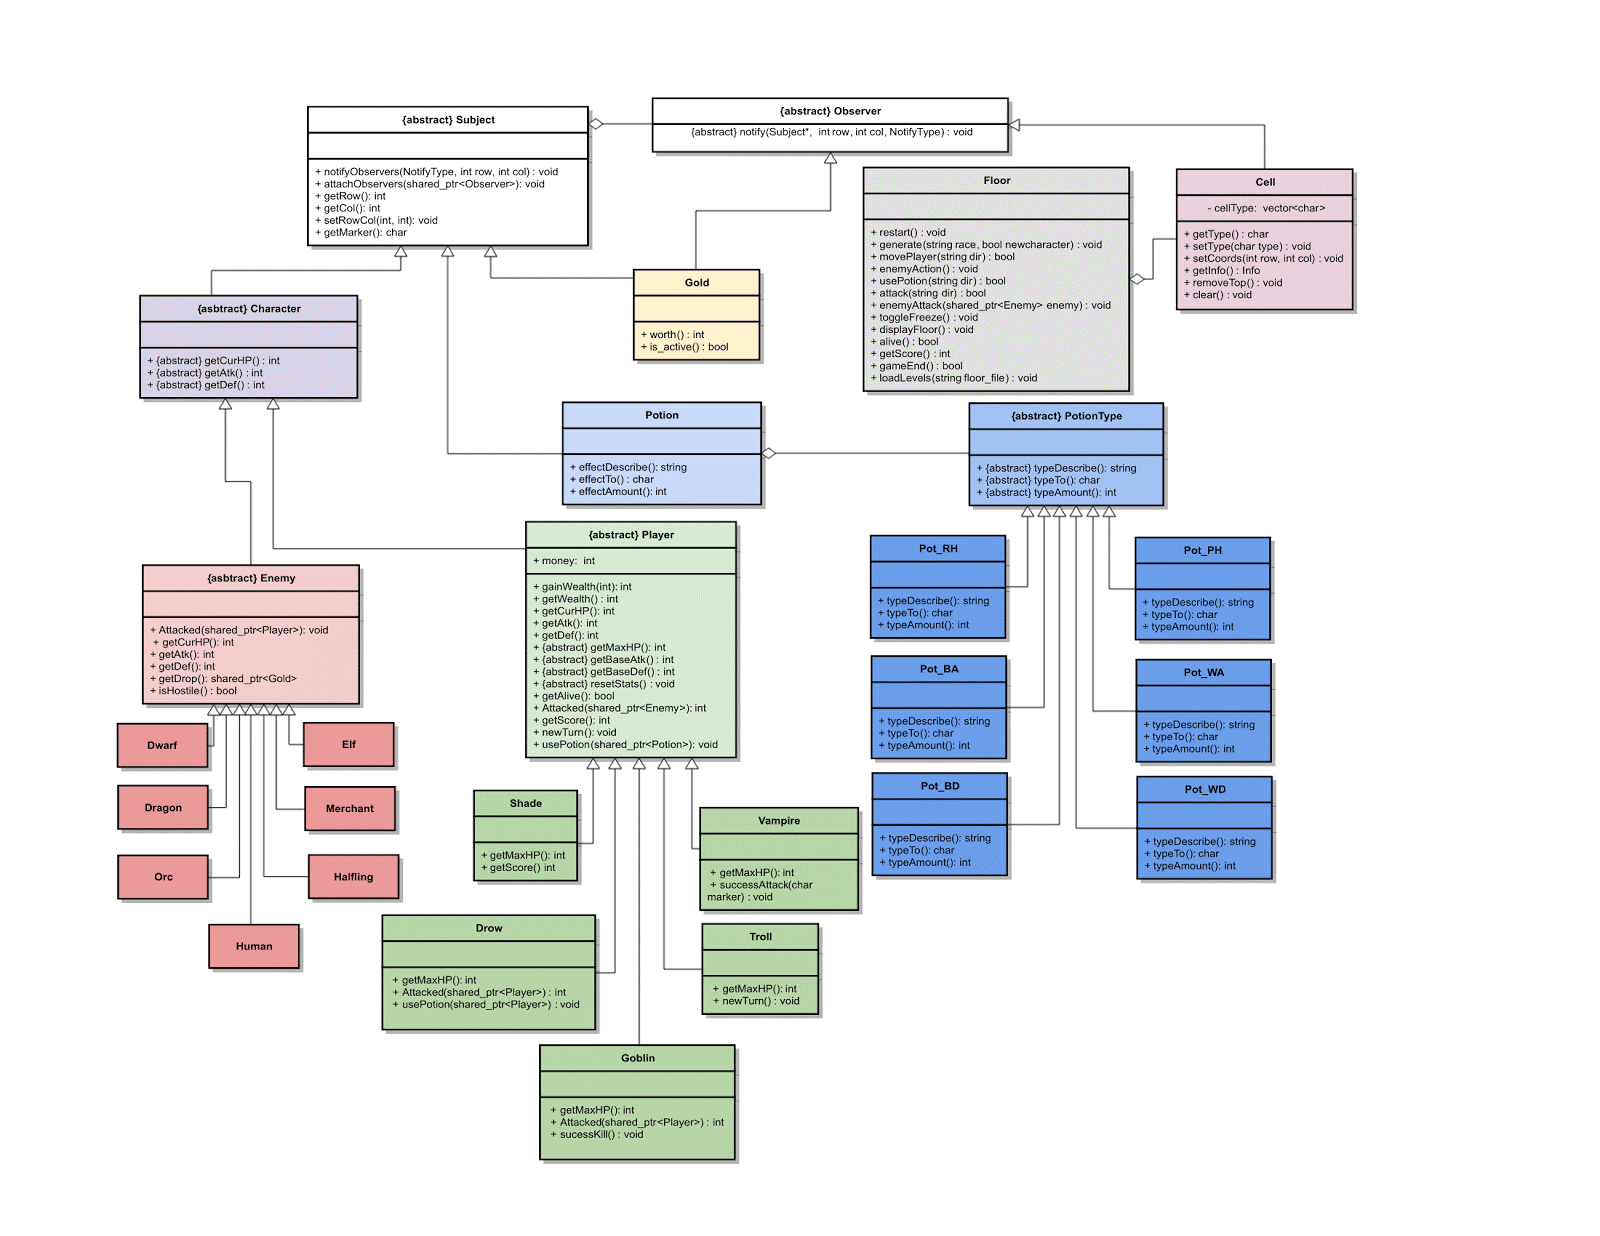 {abstract} Subject
+ notifyObservers(NotifyType, int row, int col) : void
+ attachObservers(shared_ptr<Observer>): void
+ getRow(): int
+ getCol(): int
+ setRowCol(int, int): void
+ getMarker(): char
{abstract} Observer
{abstract} notify(Subject*, int row, int col, NotifyType) : void
Floor
+ restart() : void
+ generate(string race, bool newcharacter) : void
+ movePlayer(string dir) : bool
+ enemyAction() : void
+ usePotion(string dir) : bool
+ attack(string dir) : bool
+ enemyAttack(shared_ptr<Enemy> enemy) : void
+ toggleFreeze() : void
+ displayFloor() : void
+ alive() : bool
+ getScore() : int
+ gameEnd() : bool
+ loadLevels(string floor_file) : void
Cell
- cellType: vector<char>
+ getType() : char
+ setType(char type) : void
+ setCoords(int row, int col) : void
+ getInfo() : Info
+ removeTop() : void
+ clear() : void
Gold
+ worth() : int
+ is_active() : bool
{asbtract} Character
+ {abstract} getCurHP() : int
+ {abstract} getAtk() : int
+ {abstract} getDef() : int
Potion
+ effectDescribe(): string
+ effectTo() : char
+ effectAmount(): int
{abstract} PotionType
+ {abstract} typeDescribe(): string
+ {abstract} typeTo(): char
+ {abstract} typeAmount(): int
{abstract} Player
+ money: int
+ gainWealth(int): int
+ getWealth() : int
+ getCurHP(): int
+ getAtk(): int
+ getDef(): int
+ {abstract} getMaxHP(): int
+ {abstract} getBaseAtk() : int
+ {abstract} getBaseDef() : int
+ {abstract} resetStats() : void
+ getAlive(): bool
+ Attacked(shared_ptr<Enemy>): int
+ getScore(): int
+ newTurn(): void
+ usePotion(shared_ptr<Potion>): void
{asbtract} Enemy
+ Attacked(shared_ptr<Player>): void
+ getCurHP(): int
+ getAtk(): int
+ getDef(): int
+ getDrop(): shared_ptr<Gold>
+ isHostile() : bool
Dwarf
Elf
Dragon
Merchant
Orc
Halfling
Human
Pot_RH
+ typeDescribe(): string
+ typeTo(): char
+ typeAmount(): int
Pot_PH
+ typeDescribe(): string
+ typeTo(): char
+ typeAmount(): int
Pot_BA
+ typeDescribe(): string
+ typeTo(): char
+ typeAmount(): int
Pot_WA
+ typeDescribe(): string
+ typeTo(): char
+ typeAmount(): int
Pot_BD
+ typeDescribe(): string
+ typeTo(): char
+ typeAmount(): int
Pot_WD
+ typeDescribe(): string
+ typeTo(): char
+ typeAmount(): int
Shade
+ getMaxHP(): int
+ getScore() int
Vampire
+ getMaxHP(): int
+ successAttack(char
marker) : void
Drow
+ getMaxHP(): int
+ Attacked(shared_ptr<Player>) : int
+ usePotion(shared_ptr<Player>) : void
Troll
+ getMaxHP(): int
+ newTurn() : void
Goblin
+ getMaxHP(): int
+ Attacked(shared_ptr<Player>) : int
+ sucessKill() : void